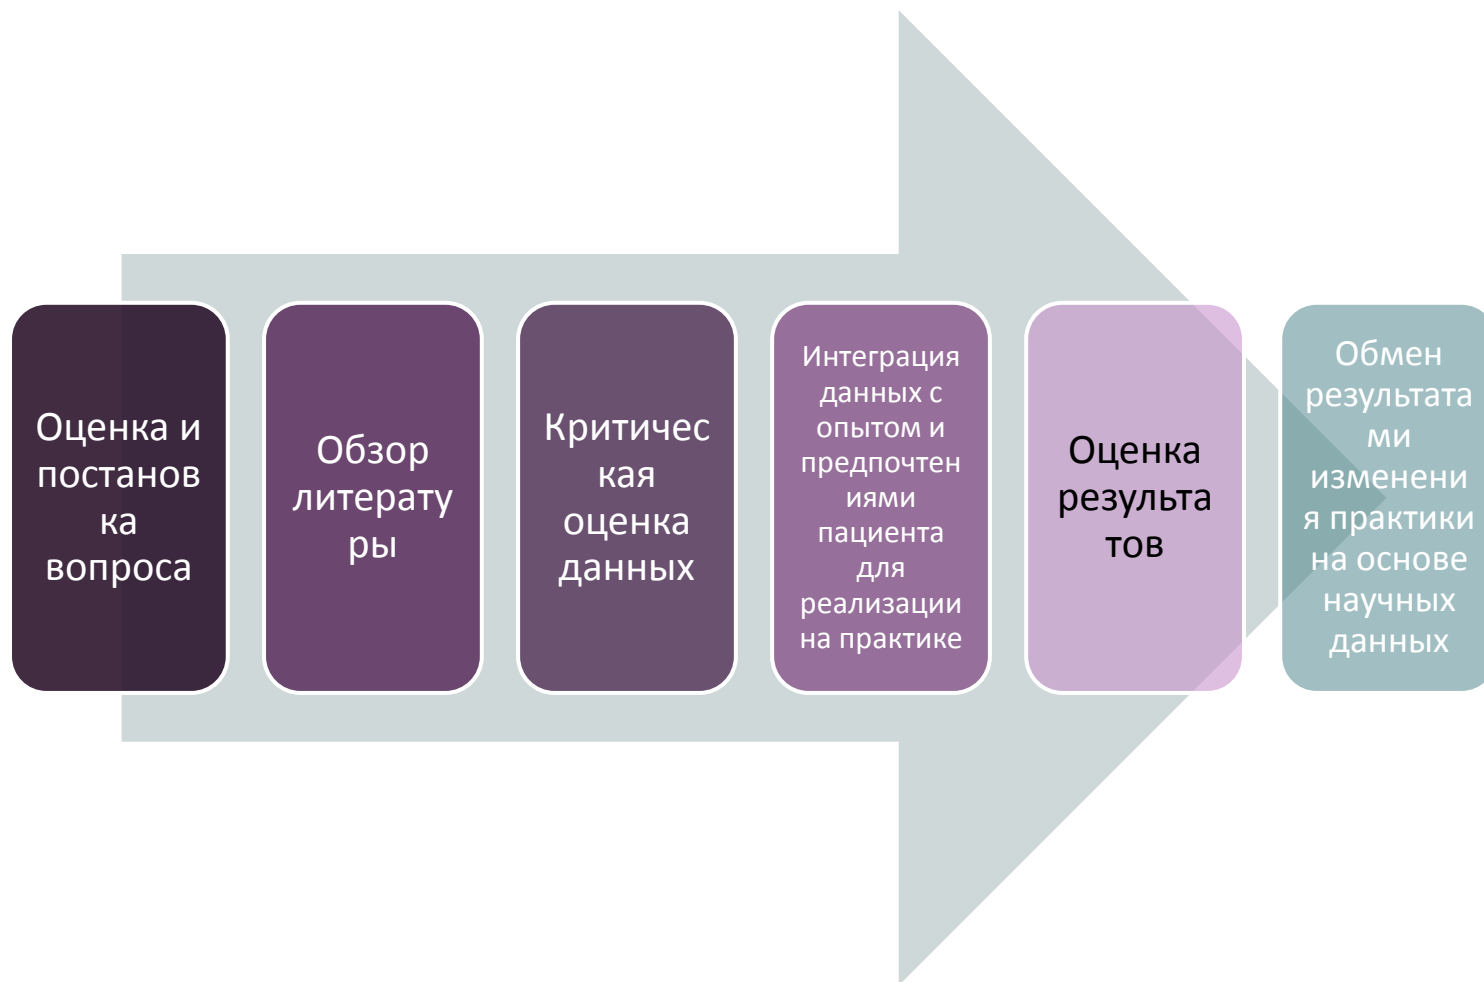 Оценка и
постанов
ка
вопроса
Обзор
литерату
ры
Критичес
кая
оценка
данных
Интеграция
данных с
опытом и
предпочтен
иями
пациента
для
реализации
на практике
Оценка
результа
тов
Обмен
результата
ми
изменени
я практики
на основе
научных
данных